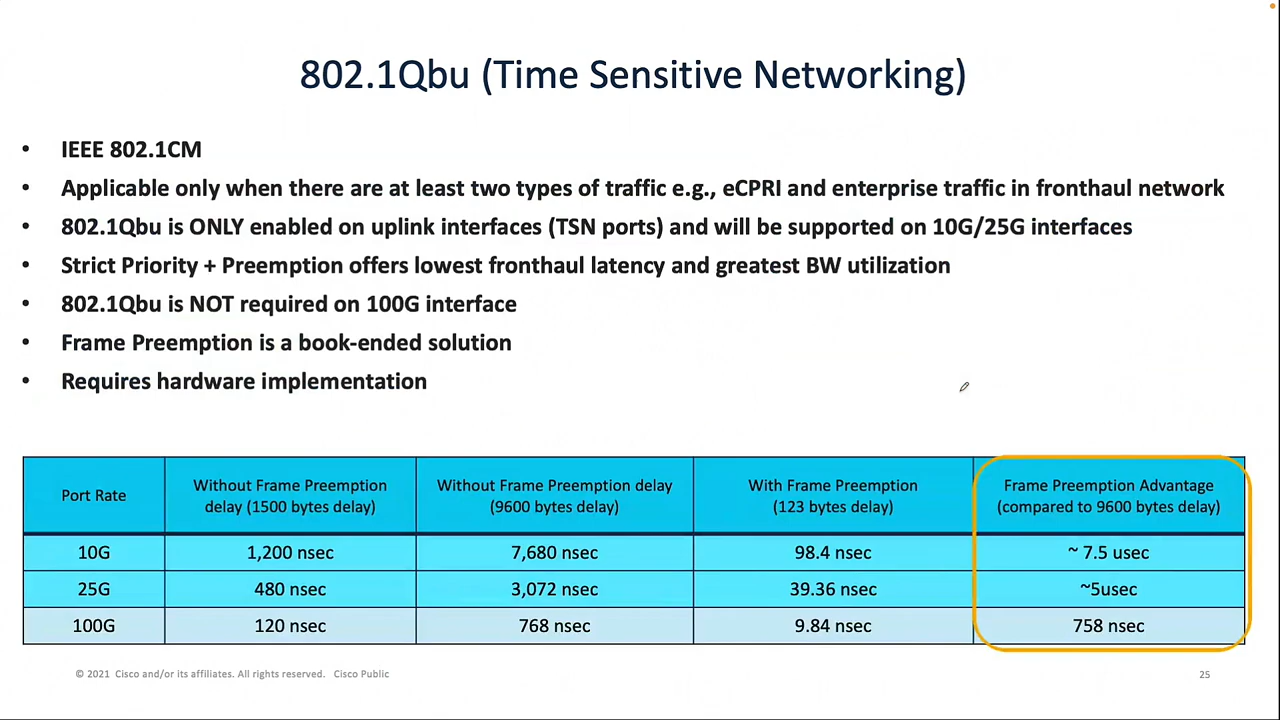 802.1Qbu (Time Sensitive Networking)
• IEEE 802.1CM
• Applicable only when there are at least two types of traffic e.g., eCPRI and enterprise traffic in fronthaul network
• 802.1Qbu is ONLY enabled on uplink interfaces (TSN ports) and will be supported on 10G/25G interfaces
• Strict Priority + Preemption offers lowest fronthaul latency and greatest BW utilization
• 802.1Qbu is NOT required on 100G interface
• Frame Preemption is a book-ended solution
• Requires hardware implementation
Port Rate
Without Frame Preemption
delay (1500 bytes delay)
Without Frame Preemption delay
(9600 bytes delay)
With Frame Preemption
(123 bytes delay)
Frame Preemption Advantage
(compared to 9600 bytes delay)
10G 1,200 nsec 7,680 nsec 98.4 nsec ~ 7.5 usec
25G 480 nsec 3,072 nsec 39.36 nsec ~5usec
100G 120 nsec 768 nsec 9.84 nsec 758 nsec
© 2021 Cisco and/or its affiliates. All rights reserved. Cisco Public 25